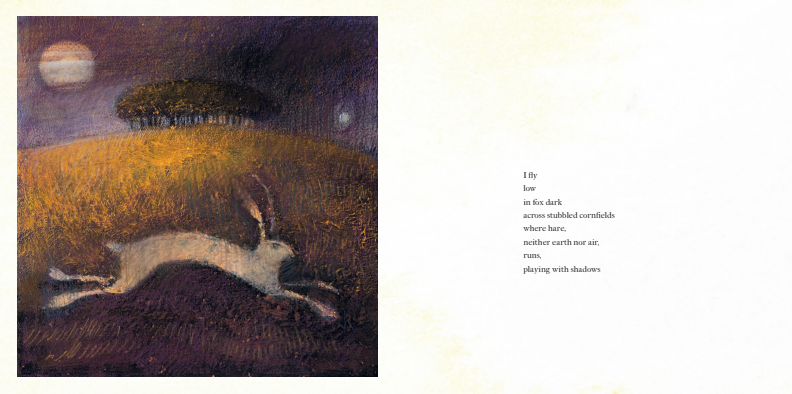 I fly
low
in fox dark
across stubbled cornfields
where hare,
neither earth nor air,
runs,
playing with shadows